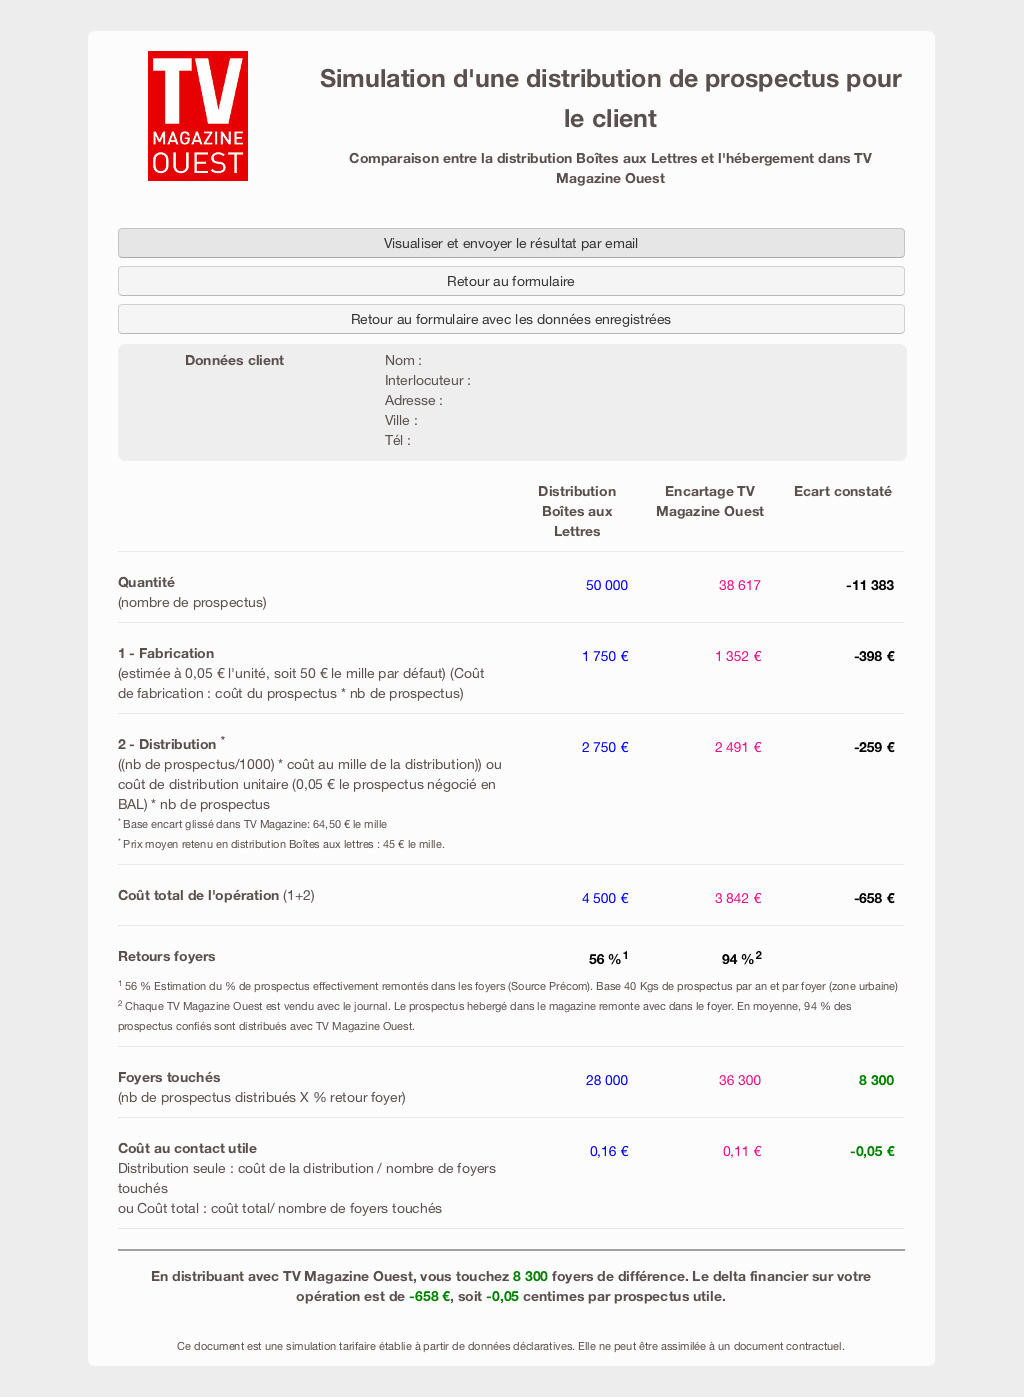 TV
MAGAZINE
OUEST
Simulation d'une distribution de prospectus pour
le client
Comparaison entre la distribution Boîtes aux Lettres et l'hébergement dans TV
Magazine Ouest
Visualiser et envoyer le résultat par email
Retour au formulaire
Retour au formulaire avec les données enregistrées
Données client
Nom :
Interlocuteur :
Adresse :
Ville :
Tél :
Distribution
Boîtes aux
Lettres
Encartage TV
Magazine Ouest
Ecart constaté
Quantité
(nombre de prospectus)
50 000 38 617 -11 383
1 - Fabrication
(estimée à 0,05 € l'unité, soit 50 € le mille par défaut) (Coût
de fabrication : coût du prospectus * nb de prospectus)
1 750 € 1 352 € -398 €
2 - Distribution *
((nb de prospectus/1000) * coût au mille de la distribution)) ou
coût de distribution unitaire (0,05 € le prospectus négocié en
BAL) * nb de prospectus
* Base encart glissé dans TV Magazine: 64,50 € le mille
* Prix moyen retenu en distribution Boîtes aux lettres : 45 € le mille.
2 750 € 2 491 € -259 €
Coût total de l'opération (1+2) 4 500 € 3 842 € -658 €
Retours foyers 56 %1 94 %2
1 56 % Estimation du % de prospectus effectivement remontés dans les foyers (Source Précom). Base 40 Kgs de prospectus par an et par foyer (zone urbaine)
2 Chaque TV Magazine Ouest est vendu avec le journal. Le prospectus hebergé dans le magazine remonte avec dans le foyer. En moyenne, 94 % des
prospectus confiés sont distribués avec TV Magazine Ouest.
Foyers touchés
(nb de prospectus distribués X % retour foyer)
28 000 36 300 8 300
Coût au contact utile
Distribution seule : coût de la distribution / nombre de foyers
touchés
ou Coût total : coût total/ nombre de foyers touchés
0,16 € 0,11 € -0,05 €
En distribuant avec TV Magazine Ouest, vous touchez 8 300 foyers de différence. Le delta financier sur votre
opération est de -658 €, soit -0,05 centimes par prospectus utile.
Ce document est une simulation tarifaire établie à partir de données déclaratives. Elle ne peut être assimilée à un document contractuel.